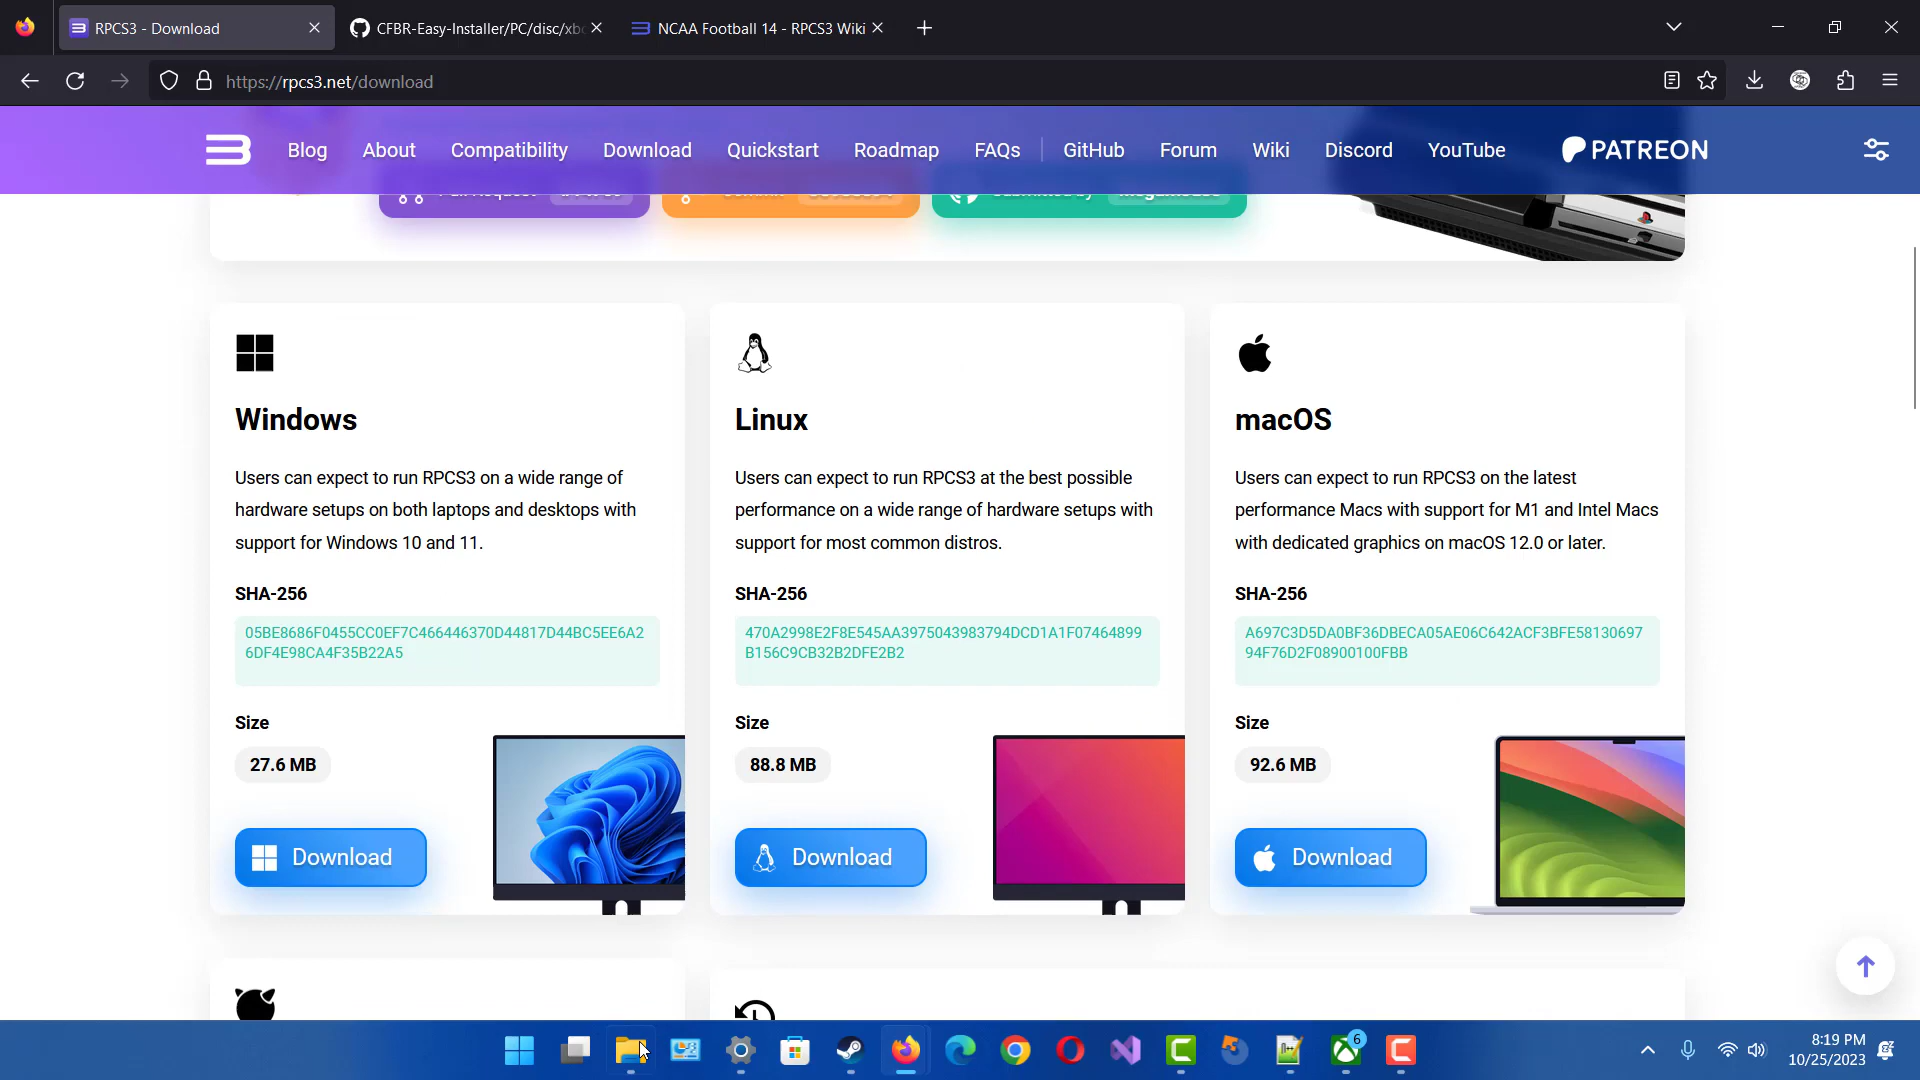 RPCS3 - Download
CFBR-Easy-Installer/PC/disc/xbo
NCAA Football 14 - RPCS3 Wiki
https://rpcs3.net/download
Blog
About
Compatibility
Download
Quickstart
Roadmap
FAQs
GitHub
Forum
Wiki
Discord
YouTube
PATREON
Windows
Users can expect to run RPCS3 on a wide range of
hardware setups on both laptops and desktops with
support for Windows 10 and 11.
SHA-256
05BE8686F0455CC0EF7C466446370D44817D44BC5EE6A2
6DF4E98CA4F35B22A5
Size
27.6 MB
Download
Linux
Users can expect to run RPCS3 at the best possible
performance on a wide range of hardware setups with
support for most common distros.
SHA-256
470A2998E2F8E545AA3975043983794DCD1A1F07464899
B156C9CB32B2DFE2B2
Size
88.8 MB
Download
macOS
Users can expect to run RPCS3 on the latest
performance Macs with support for M1 and Intel Macs
with dedicated graphics on macOS 12.0 or later.
SHA-256
A697C3D5DA0BF36DBECA05AE06C642ACF3BFE58130697
94F76D2F08900100FBB
Size
92.6 MB
Download
6
8:19 PM
10/25/2023